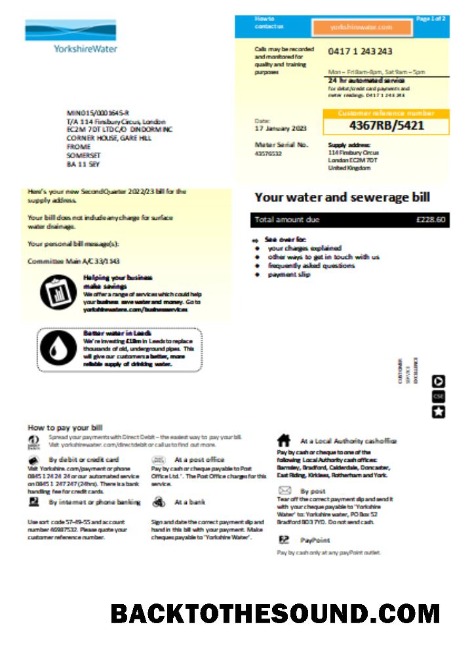 YorkshireWater
How to
contact us
yorkshirewater.com
Page 1 of 2
Calls may be recorded
and monitored for
quality and training
purposes
0417 1 243 243
Mon – Fri 8am-8pm, Sat 9am – 5pm
24 hr automated service
for debit/credit card payments and
meter readings 0417 1 243 243
Customer reference number
4367RB/5421
Date:
17 January 2023
Meter Serial No.
43576532
Supply address:
114 Finsbury Circus
London EC2M 7DT
United Kingdom
MIN015/0001645-R
T/A 114 Finsbury Circus, London
EC2M 7DT LTD C/O DINDORM INC
CORNER HOUSE, GARE HILL
FROME
SOMERSET
BA 11 5EY
Here's your new Second Quarter 2022/23 bill for the
supply address.
Your bill does not include any charge for surface
water drainage.
Your personal bill message(s):
Committee Main A/C 33/1143
Helping your business
make savings
We offer a range of services which could help
your business save water and money. Go to
yorkshirewaters.com/businservices
Better water in Leeds
We're investing £18m in Leeds to replace
thousands of old, underground pipes. This
will give our customers a better, more
reliable supply of drinking water.
Your water and sewerage bill
Total amount due £228.60
See over for:
your charges explained
other ways to get in touch with us
frequently asked questions
payment slip
CUSTOMER
SERVICE
EXCELLENCE
CSE
How to pay your bill
Spread your payments with Direct Debit – the easiest way to pay your bill.
Visit yorkshirewater.com/directdebit or call us to find out more.
By debit or credit card
Visit Yorkshire.com/payment or phone
0845 1 24 24 24 or our automated service
on 0845 1 247 247 (24hrs). There is a bank
handling fee for credit cards.
At a post office
Pay by cash or cheque payable to Post
Office Ltd.'. The Post Office charges for this
service.
By internet or phone banking
Use sort code 57-49-55 and account
number 46987532. Please quote your
customer reference number.
At a bank
Sign and date the correct payment slip and
hand in this bill with your payment. Make
cheques payable to 'Yorkshire Water'.
At a Local Authority cash office
Pay by cash or cheque to one of the
following Local Authority cash offices:
Barnsley, Bradford, Calderdale, Doncaster,
East Riding, Kirklees, Rotherham and York.
By post
Tear off the correct payment slip and send it
with your cheque payable to 'Yorkshire
Water' to: Yorkshire water, PO Box 52
Bradford BD3 7YD. Do not send cash.
PayPoint
Pay by cash only at any payPoint outlet.
BACKTOTHESOUND.COM